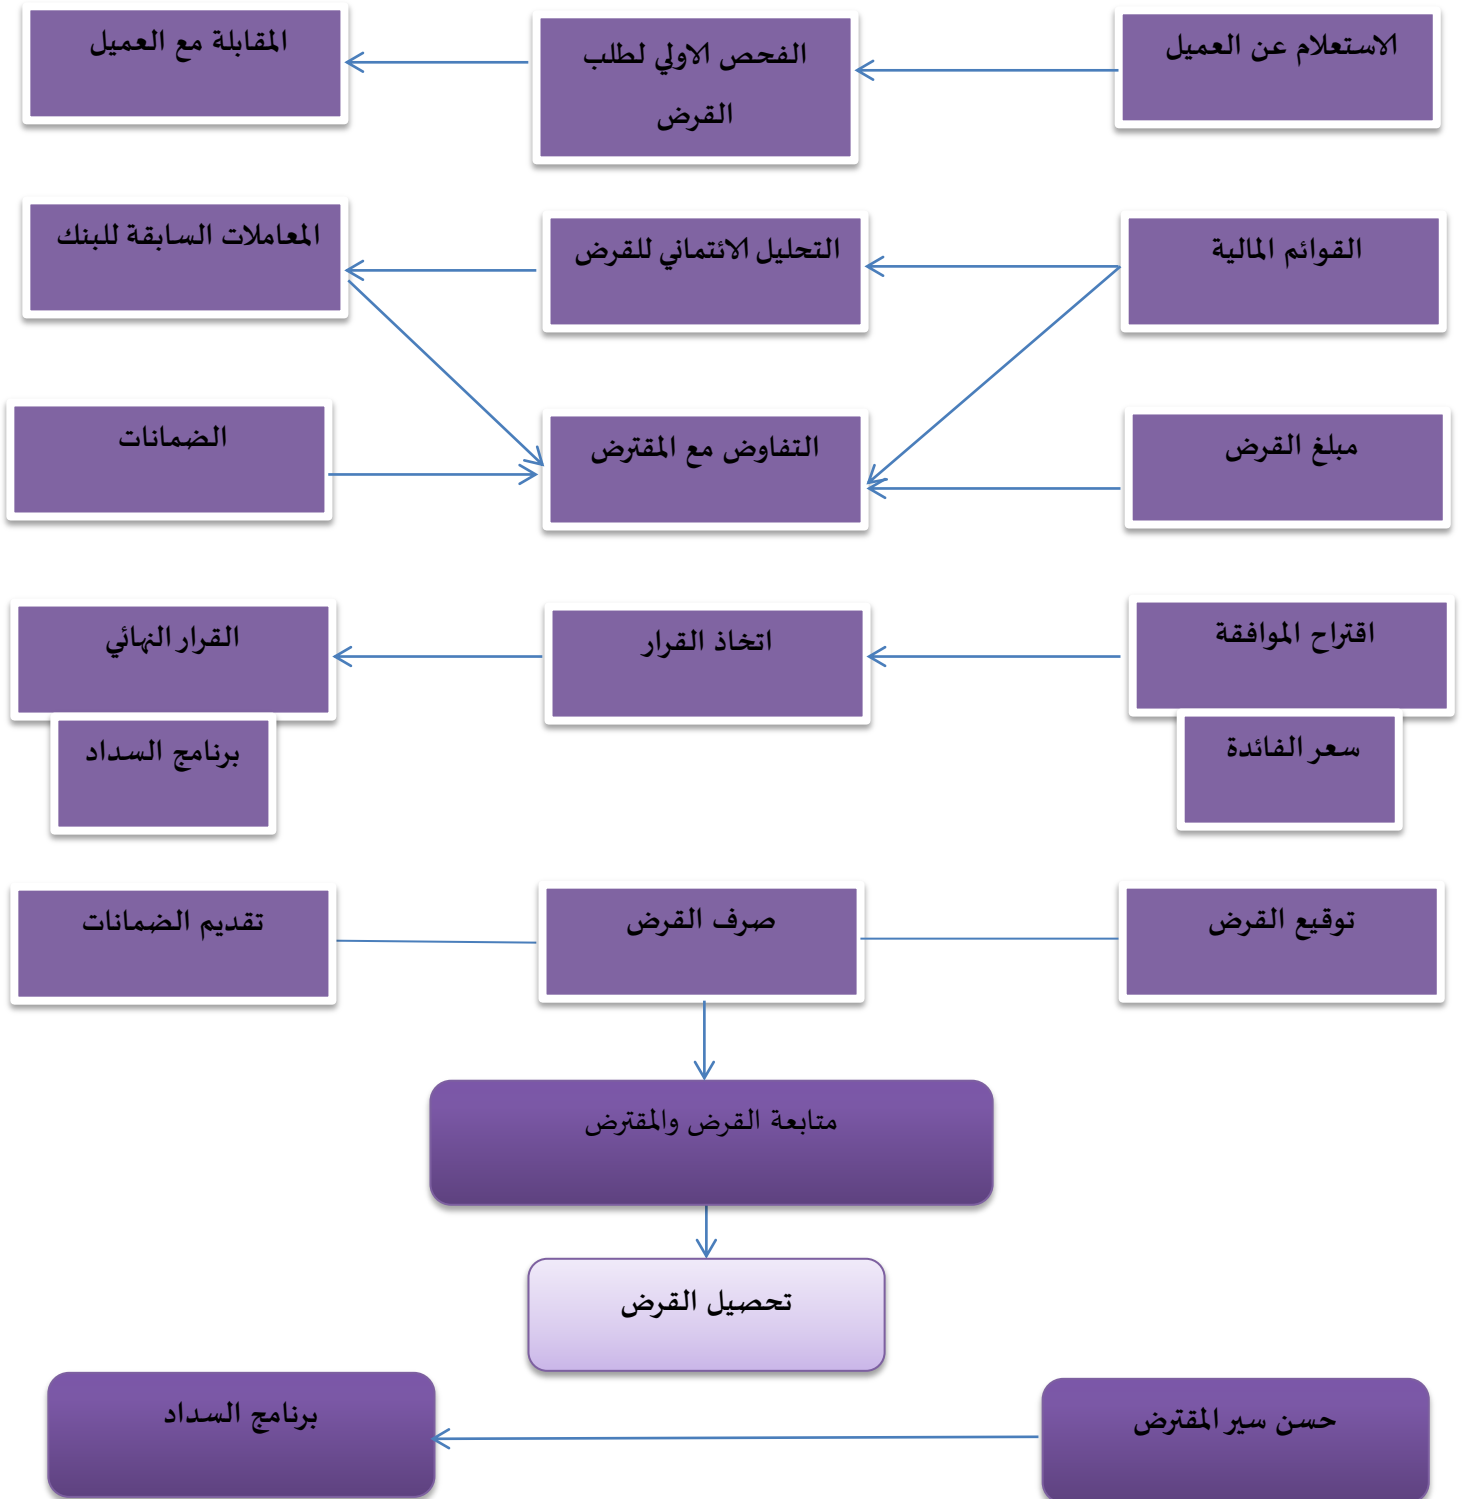 الاستعلام عن العميل
الفحص الاولي لطلب
القرض
المقابلة مع العميل
القوائم المالية
التحليل الائتماني للقرض
المعاملات السابقة للبنك
مبلغ القرض
التفاوض مع المقترض
الضمانات
اقتراح الموافقة
اتخاذ القرار
القرار النهائي
سعر الفائدة
برنامج السداد
توقيع القرض
صرف القرض
تقديم الضمانات
متابعة القرض والمقترض
تحصيل القرض
حسن سير المقترض
برنامج السداد